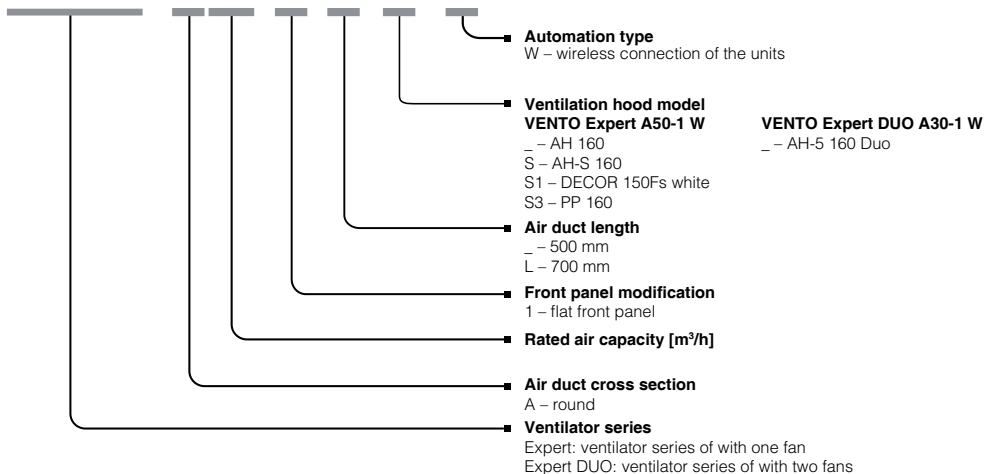 Automation type
W – wireless connection of the units
Ventilation hood model
VENTO Expert A50-1 W
_ – AH 160
S – AH-S 160
S1 – DECOR 150Fs white
S3 – PP 160
VENTO Expert DUO A30-1 W
_ – AH-5 160 Duo
Air duct length
_ – 500 mm
L – 700 mm
Front panel modification
1 – flat front panel
Rated air capacity [m³/h]
Air duct cross section
A – round
Ventilator series
Expert: ventilator series of with one fan
Expert DUO: ventilator series of with two fans